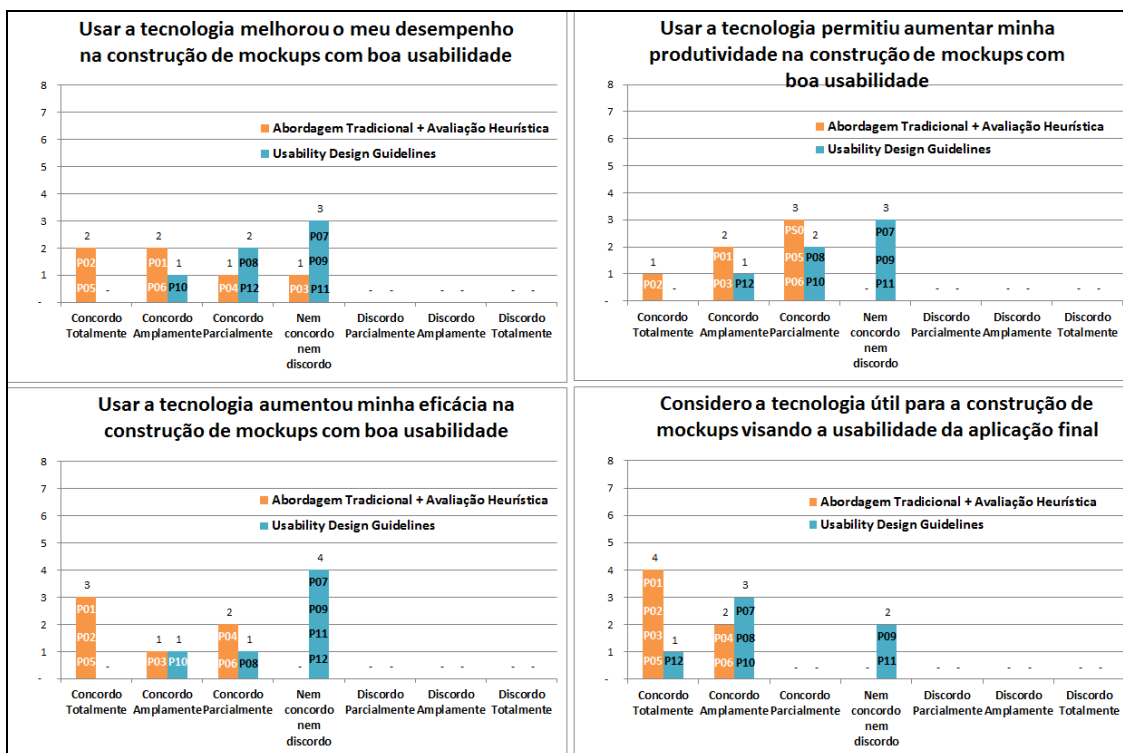 Usar a tecnologia melhorou o meu desempenho
na construção de mockups com boa usabilidade
8
7
6
5
4
3
2
1
-
Abordagem Tradicional + Avaliação Heurística
Usability Design Guidelines
2
P02
P05
-
2
P01
P06
1
P10
1
P04
2
P08
P12
1
P03
3
P07
P09
P11
- -
- -
- -
Concordo
Totalmente
Concordo
Amplamente
Concordo
Parcialmente
Nem
concordo
nem
discordo
Discordo
Parcialmente
Discordo
Amplamente
Discordo
Totalmente
Usar a tecnologia permitiu aumentar minha
produtividade na construção de mockups com
boa usabilidade
8
7
6
5
4
3
2
1
-
Abordagem Tradicional + Avaliação Heurística
Usability Design Guidelines
1
P02
-
2
P01
P03
1
P12
3
PS0
P05
P06
2
P08
P10
-
3
P07
P09
P11
- -
- -
- -
Concordo
Totalmente
Concordo
Amplamente
Concordo
Parcialmente
Nem
concordo
nem
discordo
Discordo
Parcialmente
Discordo
Amplamente
Discordo
Totalmente
Usar a tecnologia aumentou minha eficácia na
construção de mockups com boa usabilidade
8
7
6
5
4
3
2
1
-
Abordagem Tradicional + Avaliação Heurística
Usability Design Guidelines
3
P01
P02
P05
-
1
P03
1
P10
2
P04
P06
1
P08
-
4
P07
P09
P11
P12
- -
- -
- -
Concordo
Totalmente
Concordo
Amplamente
Concordo
Parcialmente
Nem
concordo
nem
discordo
Discordo
Parcialmente
Discordo
Amplamente
Discordo
Totalmente
Considero a tecnologia útil para a construção de
mockups visando a usabilidade da aplicação final
8
7
6
5
4
3
2
1
-
Abordagem Tradicional + Avaliação Heurística
Usability Design Guidelines
4
P01
P02
P03
P05
1
P12
2
P04
P06
3
P07
P08
P10
- -
-
2
P09
P11
- -
- -
- -
Concordo
Totalmente
Concordo
Amplamente
Concordo
Parcialmente
Nem
concordo
nem
discordo
Discordo
Parcialmente
Discordo
Amplamente
Discordo
Totalmente